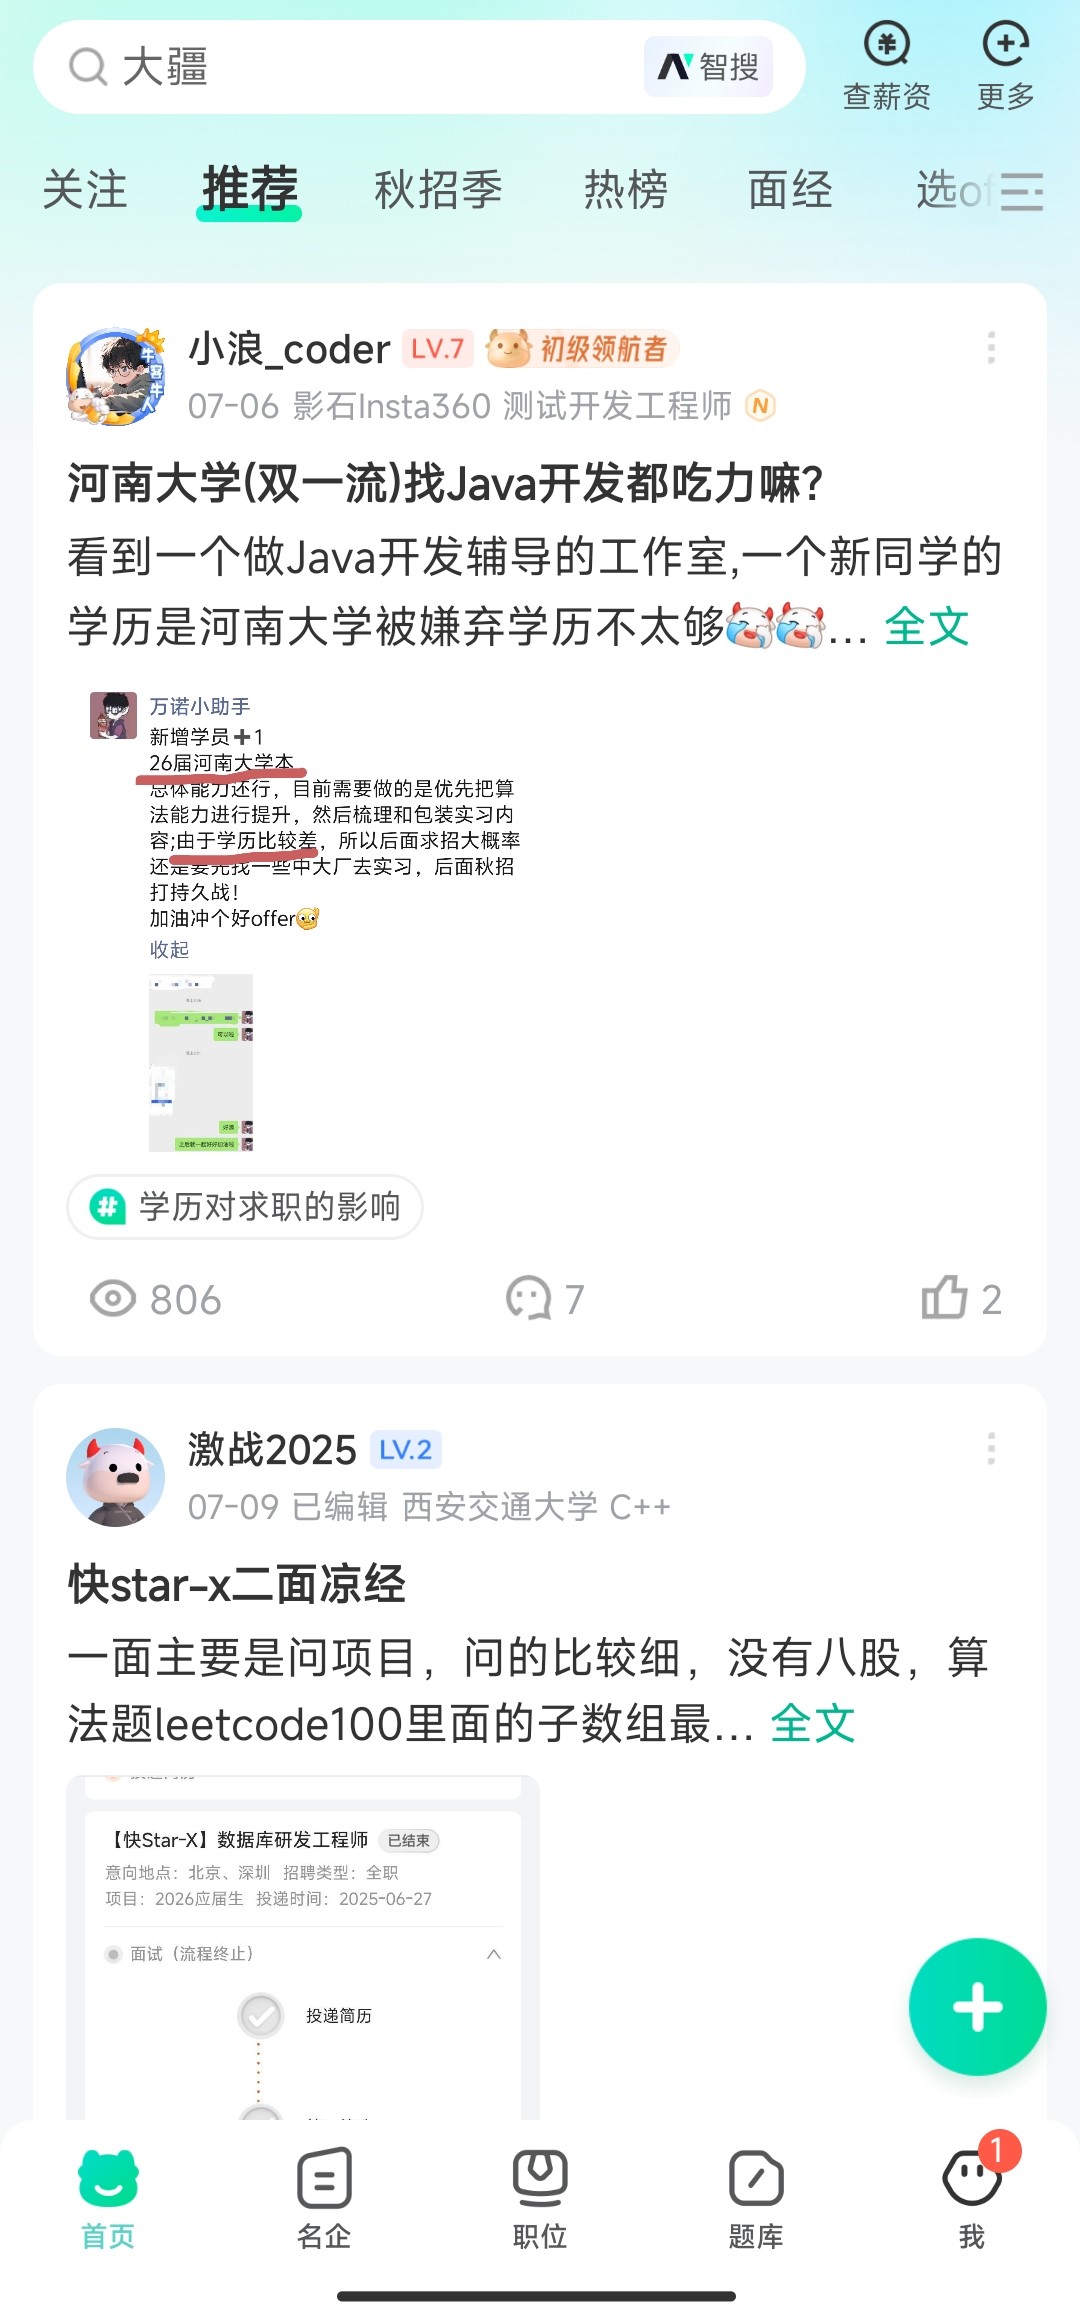 大疆
智搜
查薪资
更多
关注 推荐 秋招季 热榜 面经 选of
小浪_coder LV.7 初级领航者
07-06 影石Insta360 测试开发工程师 N
河南大学(双一流)找Java开发都吃力嘛?
看到一个做Java开发辅导的工作室,一个新同学的
学历是河南大学被嫌弃学历不太够... 全文
万诺小助手
新增学员➕1
26届河南大学本
总体能力还行，目前需要做的是优先把算
法能力进行提升，然后梳理和包装实习内
容;由于学历比较差，所以后面求招大概率
还是要先找一些中大厂去实习，后面秋招
打持久战！
加油冲个好offer
收起
可以啦
好滴
# 学历对求职的影响
806 7 2
激战2025 LV.2
07-09 已编辑 西安交通大学 C++
快star-x二面凉经
一面主要是问项目，问的比较细，没有八股，算
法题leetcode100里面的子数组最... 全文
【快Star-X】数据库研发工程师 已结束
意向地点：北京、深圳 招聘类型：全职
项目：2026应届生 投递时间：2025-06-27
面试（流程终止）
投递简历
首页
名企
职位
题库
1
我